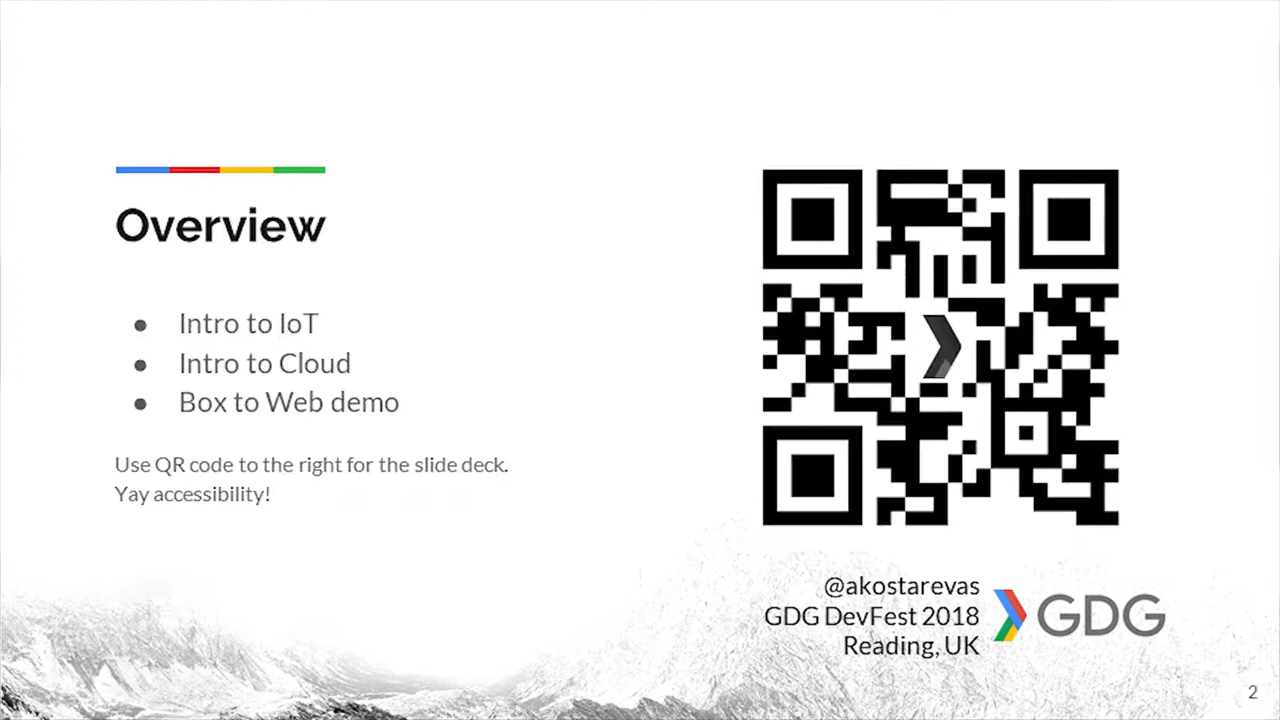 Overview
● Intro to IoT
● Intro to Cloud
● Box to Web demo
Use QR code to the right for the slide deck.
Yay accessibility!
@akostarevas
GDG DevFest 2018
Reading, UK
GDG
2